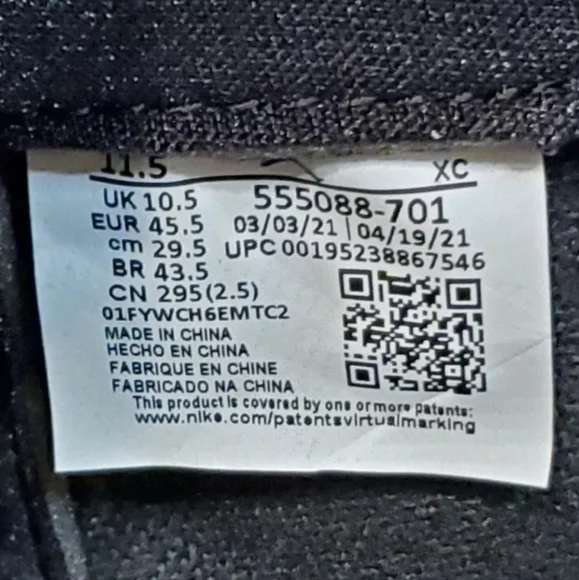 11.5 XC
UK 10.5 555088-701
EUR 45.5 03/03/21 | 04/19/21
cm 29.5 UPC 00195238867546
BR 43.5
CN 295(2.5)
01FYWCH6EMTC2
MADE IN CHINA
HECHO EN CHINA
FABRIQUE EN CHINE
FABRICADO NA CHINA
This product is covered by one or more patents:
www.nike.com/patentsvirtualmarking